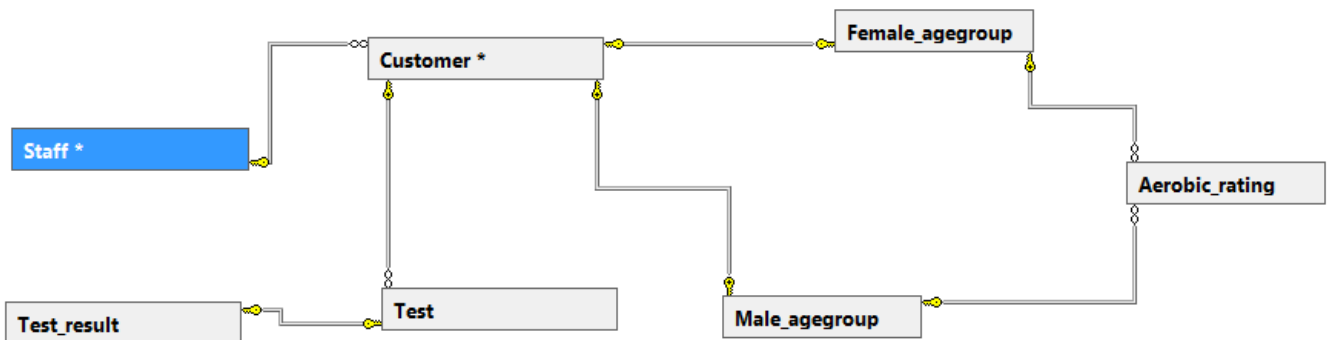 Female_agegroup
Customer *
Staff *
Aerobic_rating
Test
Male_agegroup
Test_result